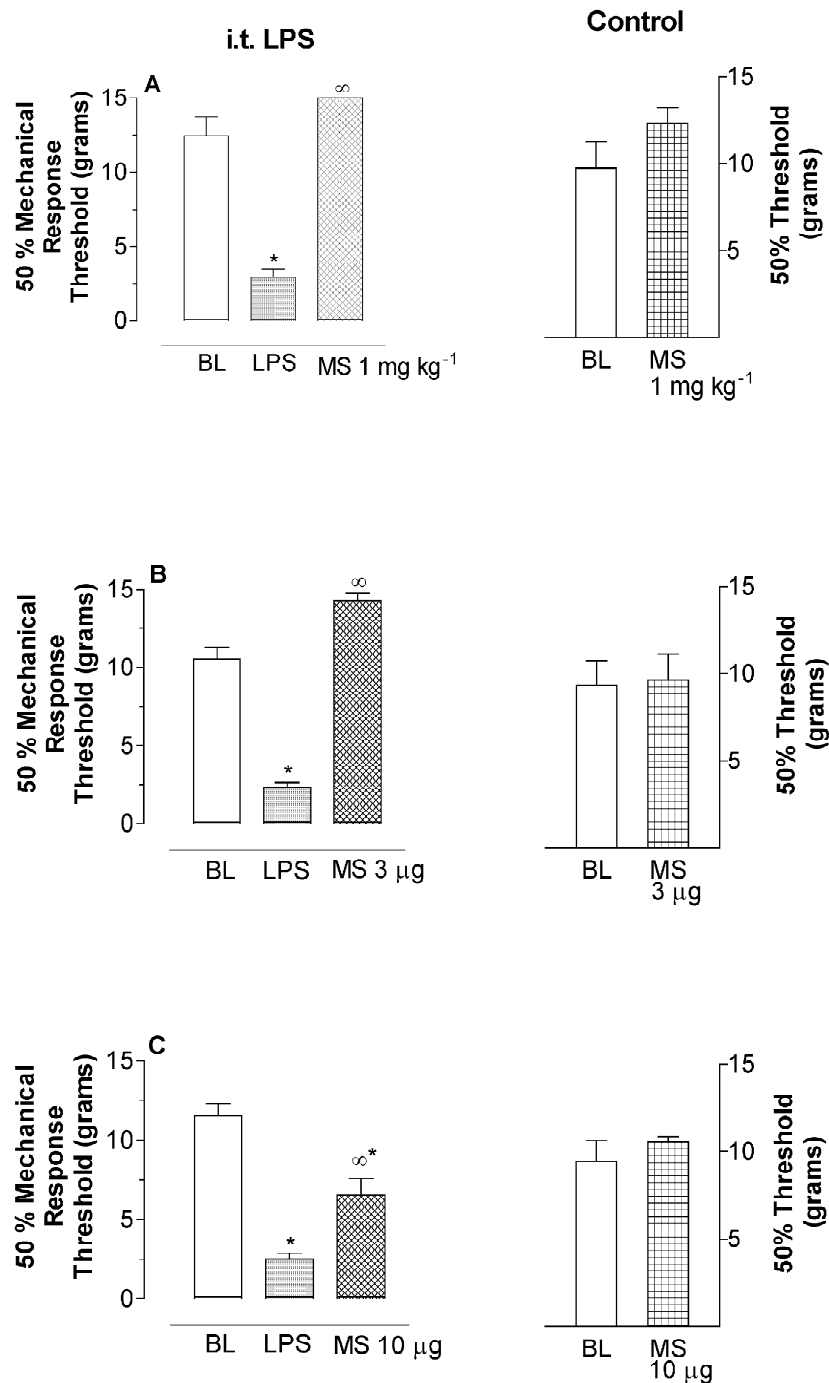 i.t. LPS
Control
A
50 % Mechanical
Response
Threshold (grams)
15
10
5
0
*
∞
BL LPS MS 1 mg kg⁻¹
15
10
5
50% Threshold
(grams)
BL MS
1 mg kg⁻¹
B
50 % Mechanical
Response
Threshold (grams)
15
10
5
0
*
∞
BL LPS MS 3 μg
15
10
5
50% Threshold
(grams)
BL MS
3 μg
C
50 % Mechanical
Response
Threshold (grams)
15
10
5
0
*
∞*
BL LPS MS 10 μg
15
10
5
50% Threshold
(grams)
BL MS
10 μg